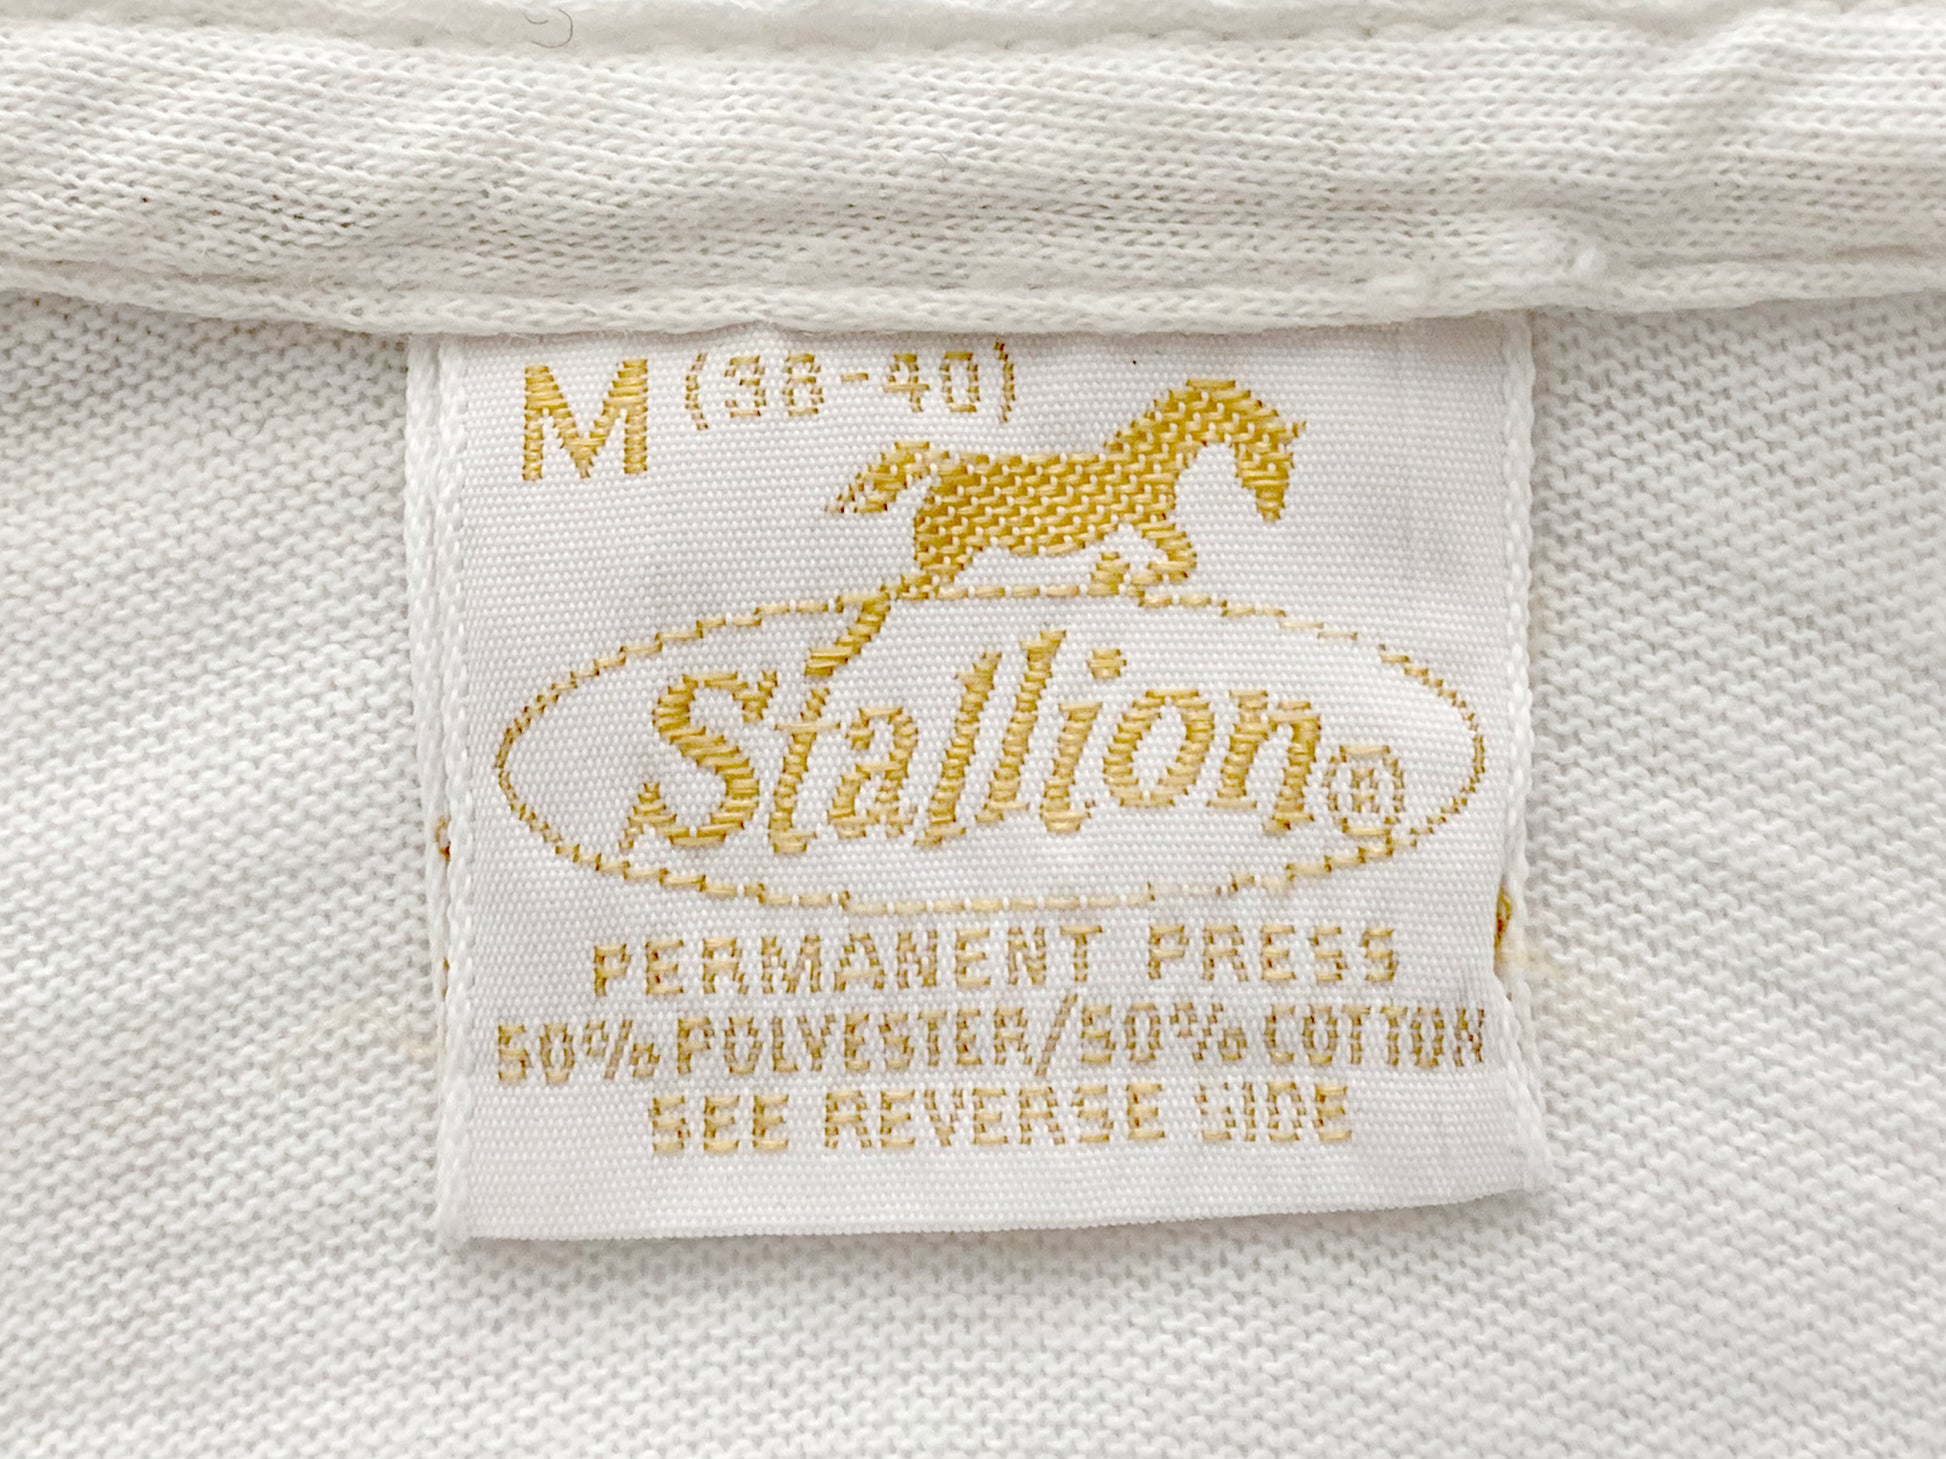 M (38-40)
Stallion®
PERMANENT PRESS
50% POLYESTER/50% COTTON
SEE REVERSE SIDE